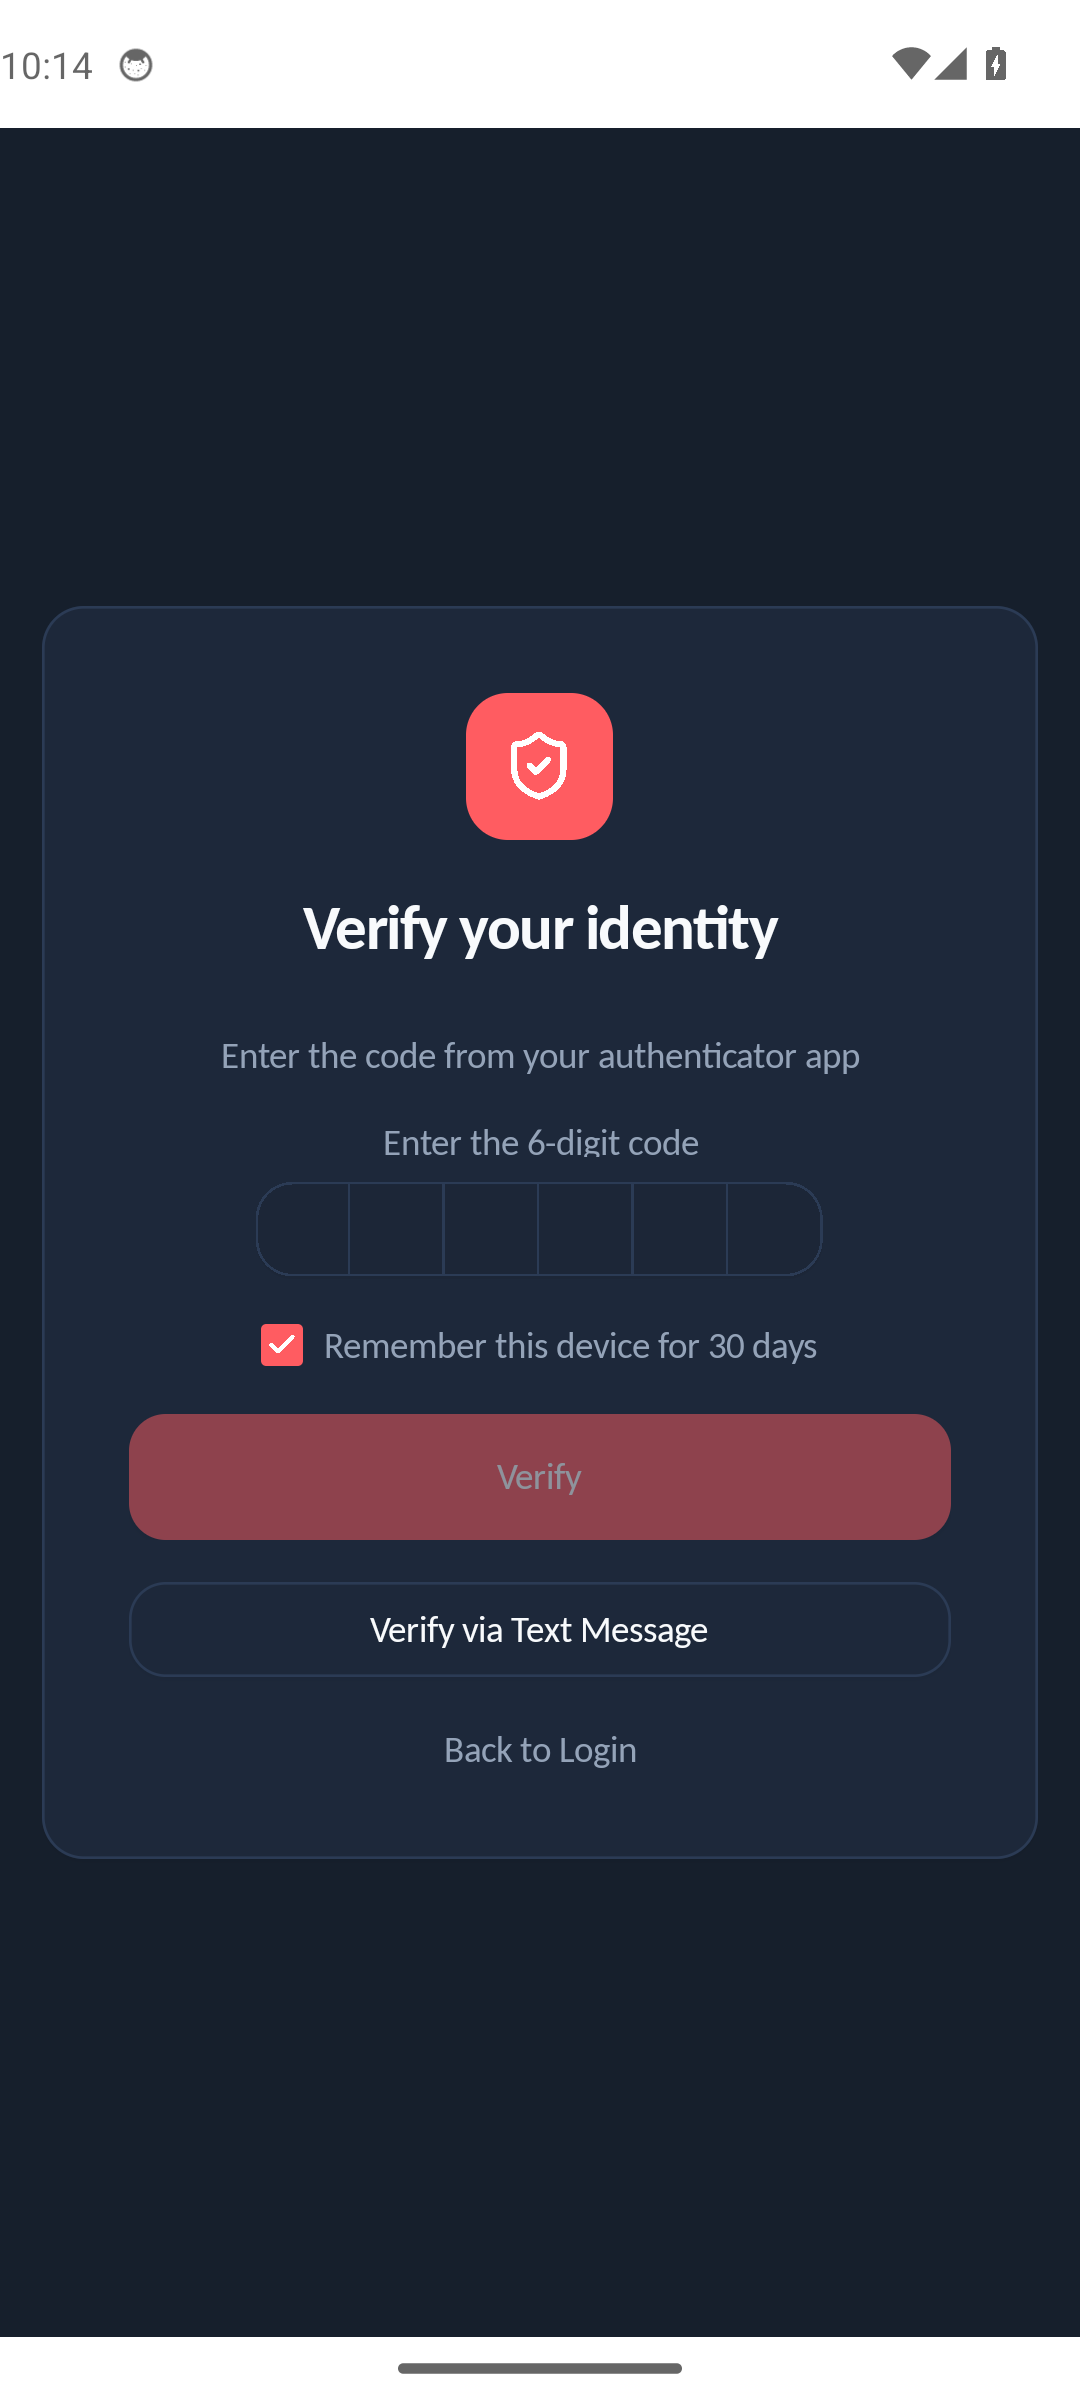 10:14
Verify your identity
Enter the code from your authenticator app
Enter the 6-digit code
Remember this device for 30 days
Verify
Verify via Text Message
Back to Login